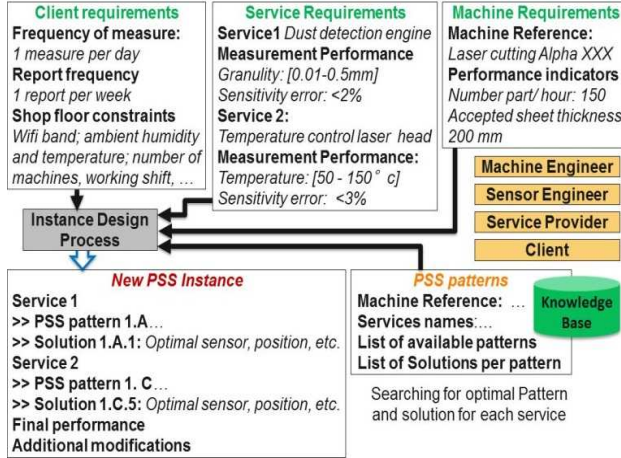 Client requirements
Frequency of measure:
1 measure per day
Report frequency
1 report per week
Shop floor constraints
Wifi band; ambient humidity
and temperature; number of
machines, working shift, ...
Service Requirements
Service1 Dust detection engine
Measurement Performance
Granulity: [0.01-0.5mm]
Sensitivity error: <2%
Service 2:
Temperature control laser head
Measurement Performance:
Temperature: [50 - 150° c]
Sensitivity error: <3%
Machine Requirements
Machine Reference:
Laser cutting Alpha XXX
Performance indicators
Number part/ hour: 150
Accepted sheet thickness
200 mm
Machine Engineer
Sensor Engineer
Service Provider
Client
Instance Design
Process
New PSS Instance
Service 1
>> PSS pattern 1.A...
>> Solution 1.A.1: Optimal sensor, position, etc.
Service 2
>> PSS pattern 1. C...
>> Solution 1.C.5: Optimal sensor, position, etc.
Final performance
Additional modifications
PSS patterns
Machine Reference: ...
Services names:...
List of available patterns
List of Solutions per pattern
Knowledge
Base
Searching for optimal Pattern
and solution for each service